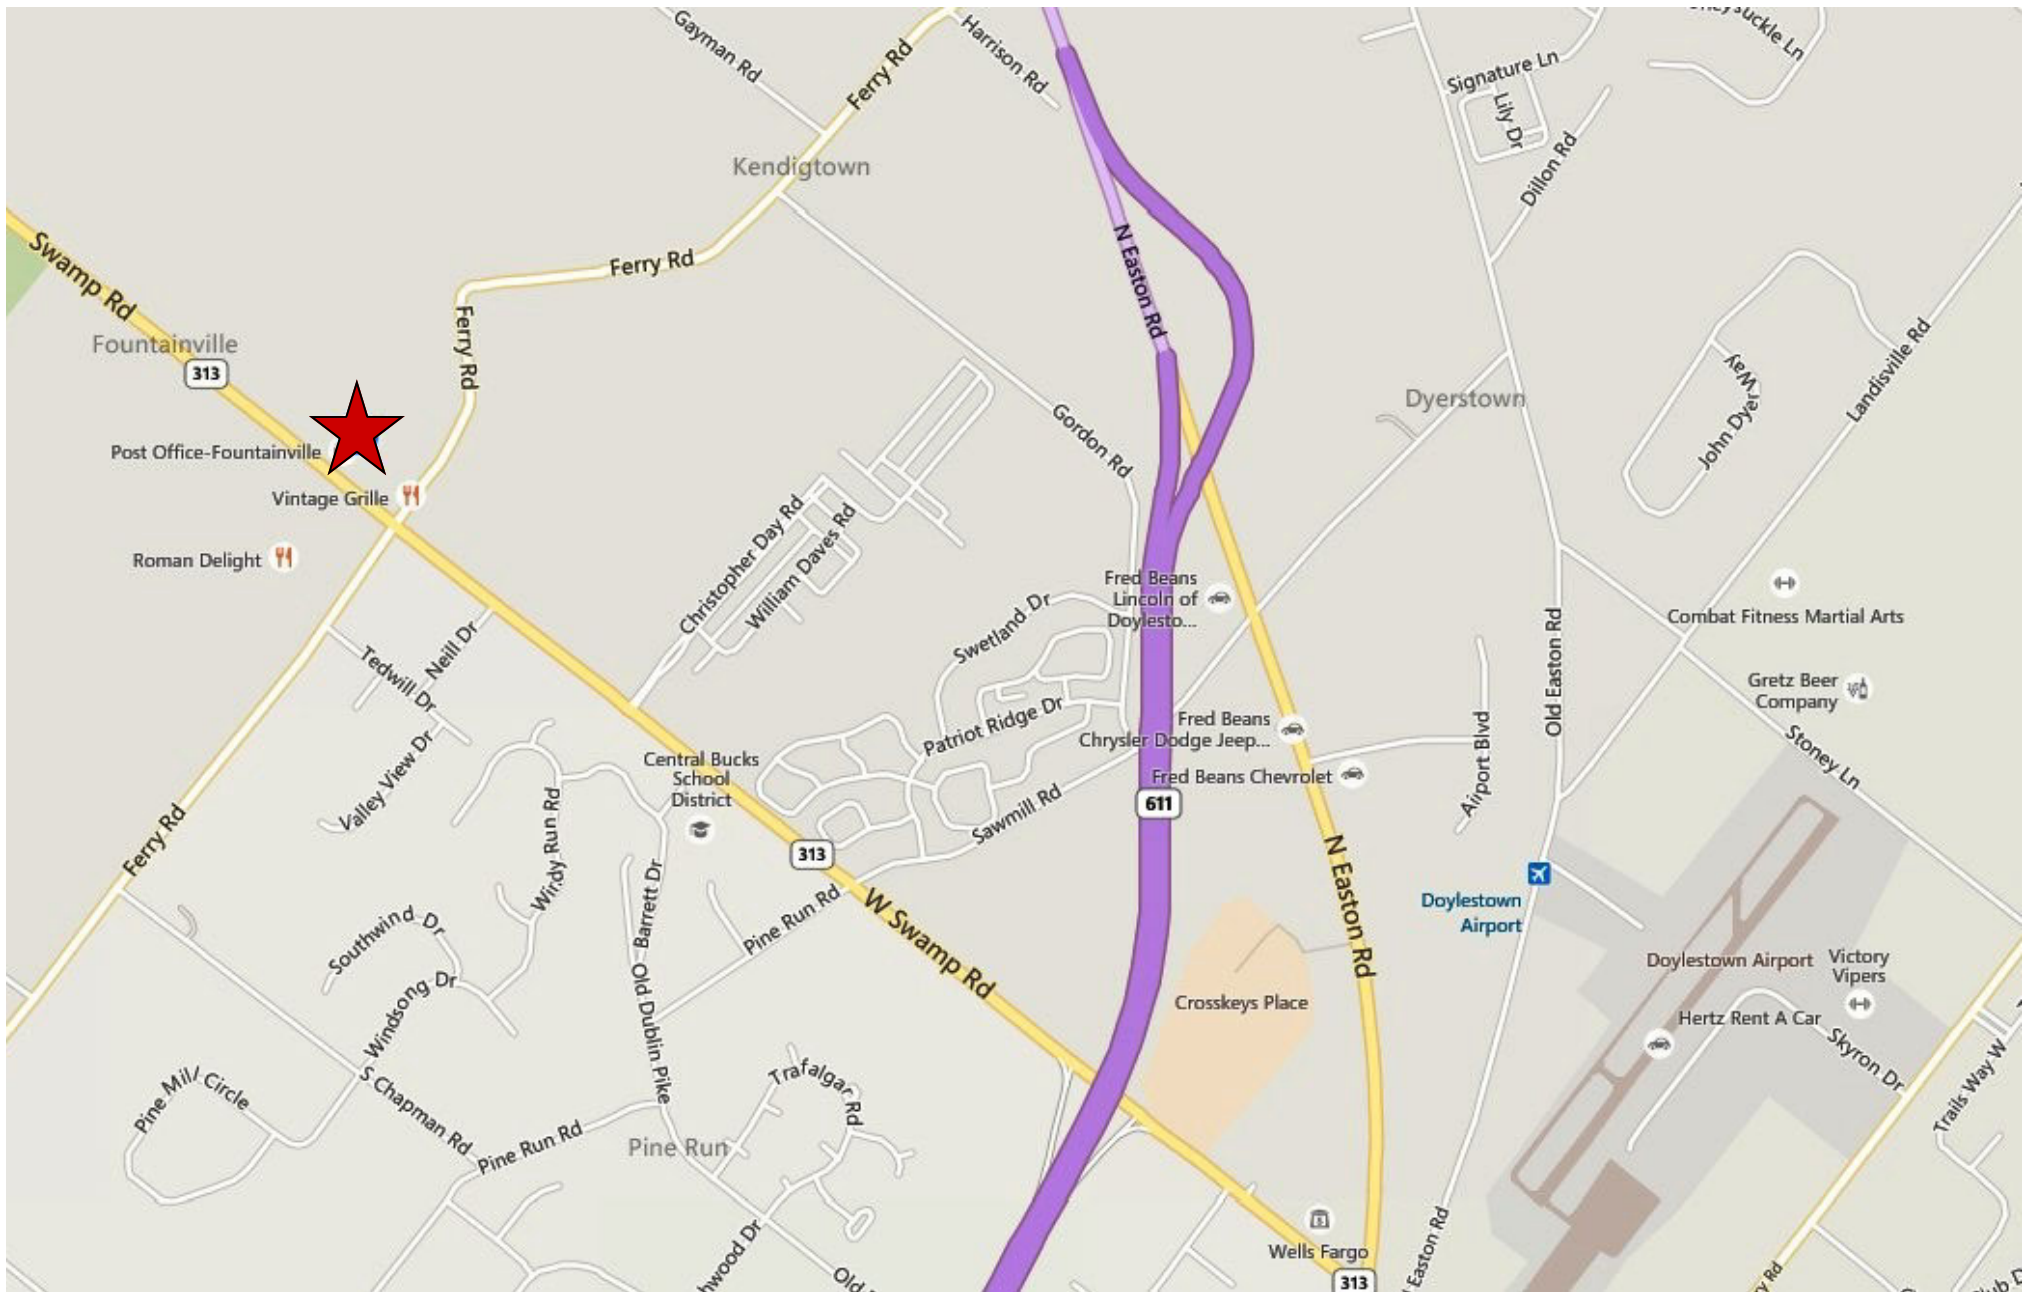 Gayman Rd
Ferry Rd
Harrison Rd
Signature Ln
Lily Dr
Dillon Rd
Kendigtown
Swamp Rd
Ferry Rd
N Easton Rd
Fountainville
313
Ferry Rd
Post Office-Fountainville
Vintage Grille
Roman Delight
Gordon Rd
Dyerstown
John Dyer Way
Landisville Rd
Christopher Day Rd
William Daves Rd
Fred Beans
Lincoln of
Doylesto...
Swetland Dr
Combat Fitness Martial Arts
Old Easton Rd
Tedwill Dr
Neill Dr
Valley View Dr
Gretz Beer
Company
Patriot Ridge Dr
Fred Beans
Chrysler Dodge Jeep...
Fred Beans Chevrolet
Airport Blvd
Stoney Ln
Central Bucks
School
District
Sawmill Rd
611
313
Ferry Rd
Windy Run Rd
Barrett Dr
Pine Run Rd
W Swamp Rd
N Easton Rd
Doylestown
Airport
Southwind Dr
Windsong Dr
Old Dublin Pike
Crosskeys Place
Doylestown Airport
Victory
Vipers
Hertz Rent A Car
Skyron Dr
Trails Way W
Pine Mill Circle
S Chapman Rd
Pine Run Rd
Trafalgar Rd
Pine Run
Wells Fargo
313
Easton Rd
hwood Dr
Old